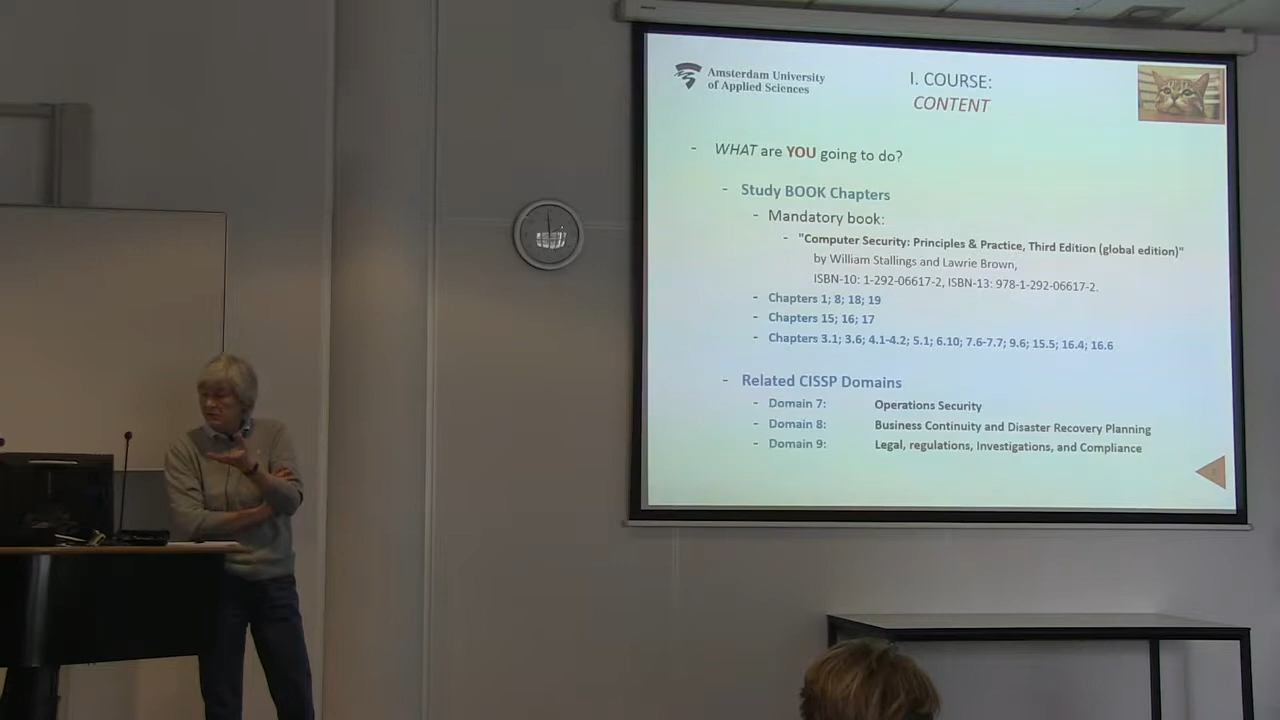 Amsterdam University
of Applied Sciences
I. COURSE:
CONTENT
- WHAT are YOU going to do?
- Study BOOK Chapters
- Mandatory book:
- "Computer Security: Principles & Practice, Third Edition (global edition)"
by William Stallings and Lawrie Brown,
ISBN-10: 1-292-06617-2, ISBN-13: 978-1-292-06617-2.
- Chapters 1; 8; 18; 19
- Chapters 15; 16; 17
- Chapters 3.1; 3.6; 4.1-4.2; 5.1; 6.10; 7.6-7.7; 9.6; 15.5; 16.4; 16.6
- Related CISSP Domains
- Domain 7: Operations Security
- Domain 8: Business Continuity and Disaster Recovery Planning
- Domain 9: Legal, regulations, Investigations, and Compliance